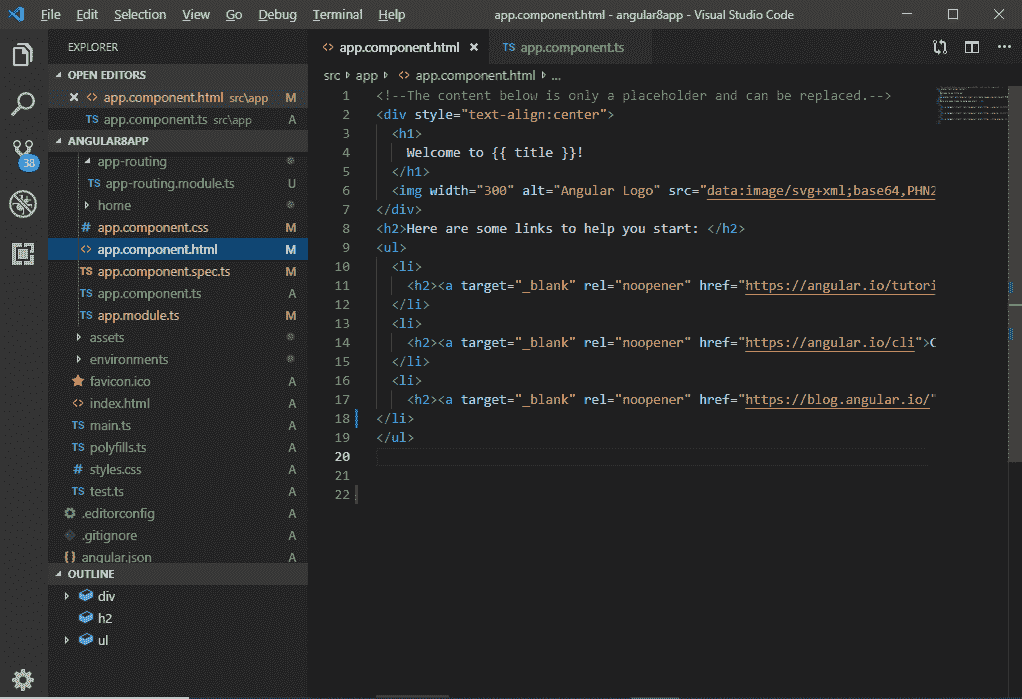 File Edit Selection View Go Debug Terminal Help app.component.html - angular8app - Visual Studio Code
EXPLORER
OPEN EDITORS
app.component.html src\app M
TS app.component.ts src\app A
ANGULAR8APP
app-routing
TS app-routing.module.ts U
home
# app.component.css M
<> app.component.html M
TS app.component.spec.ts M
TS app.component.ts A
TS app.module.ts M
assets
environments
favicon.ico A
<> index.html A
TS main.ts A
TS polyfills.ts A
# styles.css A
TS test.ts A
.editorconfig A
.gitignore A
{} angular.json A
OUTLINE
div
h2
ul
38
<> app.component.html TS app.component.ts
src app <> app.component.html ...
1 <!--The content below is only a placeholder and can be replaced.-->
2 <div style="text-align:center">
3 <h1>
4 Welcome to {{ title }}!
5 </h1>
6 <img width="300" alt="Angular Logo" src="data:image/svg+xml;base64,PHN2
7 </div>
8 <h2>Here are some links to help you start: </h2>
9 <ul>
10 <li>
11 <h2><a target="_blank" rel="noopener" href="https://angular.io/tutori
12 </li>
13 <li>
14 <h2><a target="_blank" rel="noopener" href="https://angular.io/cli">C
15 </li>
16 <li>
17 <h2><a target="_blank" rel="noopener" href="https://blog.angular.io/"
18 </li>
19 </ul>
20
21
22